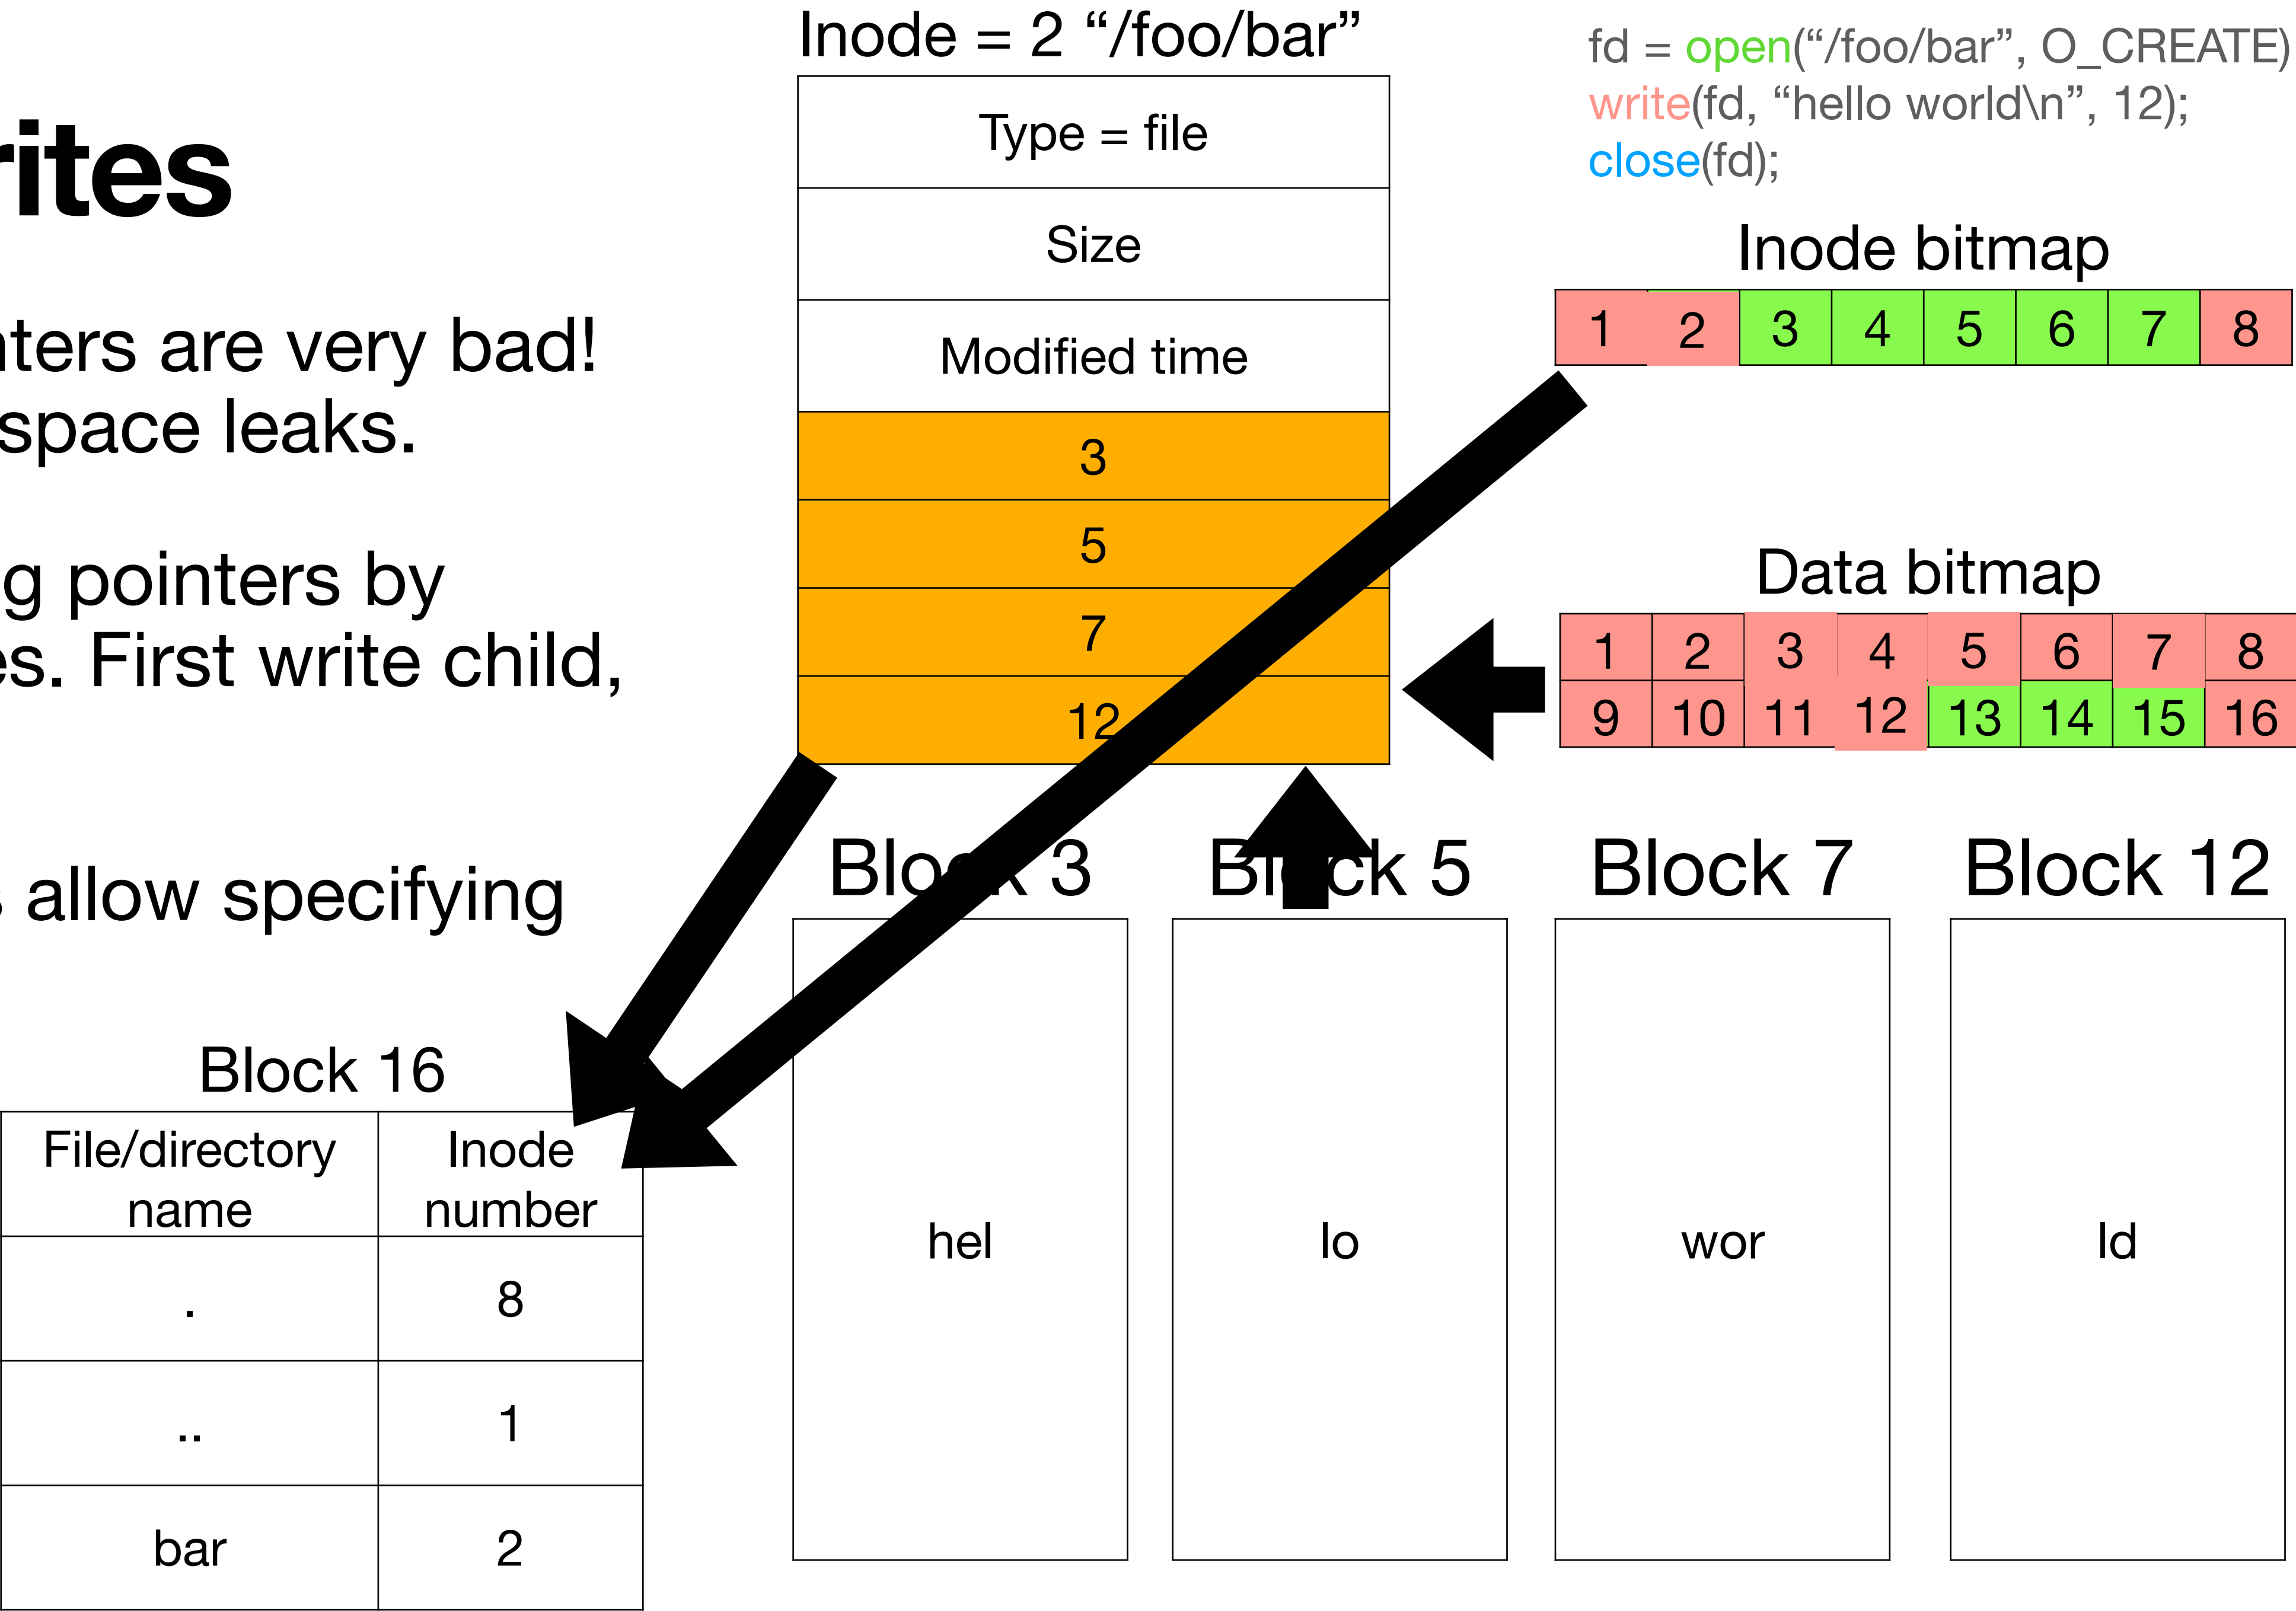 Inode = 2 “/foo/bar”
fd = open(“/foo/bar”, O_CREATE)
write(fd, “hello world\n”, 12);
close(fd);
rites
nters are very bad!
space leaks.
g pointers by
es. First write child,
s allow specifying
Type = file
Size
Modified time
3
5
7
12
Inode bitmap
1 2 3 4 5 6 7 8
Data bitmap
1 2 3 4 5 6 7 8
9 10 11 12 13 14 15 16
Block 3 Block 5 Block 7 Block 12
hel lo wor ld
Block 16
File/directory name Inode number
. 8
.. 1
bar 2